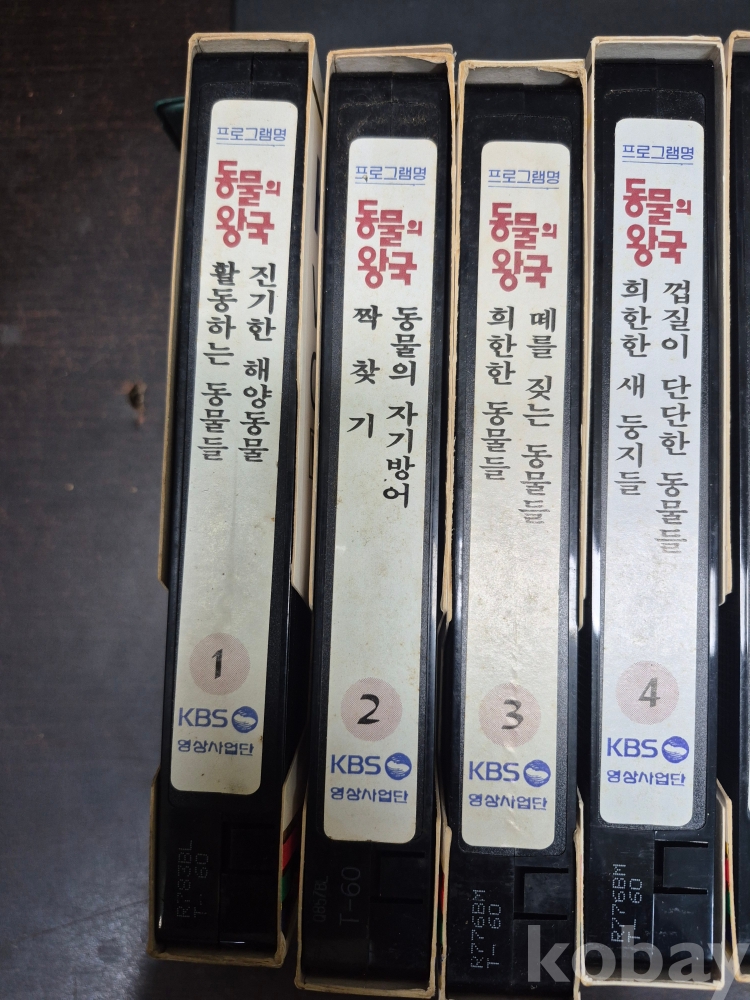 프로그램명
동물의
왕국
진기한 해양동물
활동하는 동물들
1
KBS
영상사업단
R783BL
T-60
프로그램명
동물의
왕국
동물의 자기방어
짝 찾기
2
KBS
영상사업단
T-60
프로그램명
동물의
왕국
떼를 짖는 동물들
희한한 동물들
3
KBS
영상사업단
R776BM
T-60
프로그램명
동물의
왕국
껍질이 단단한 동물들
희한한 새 둥지들
4
KBS
영상사업단
R776BM
T-60
kobay